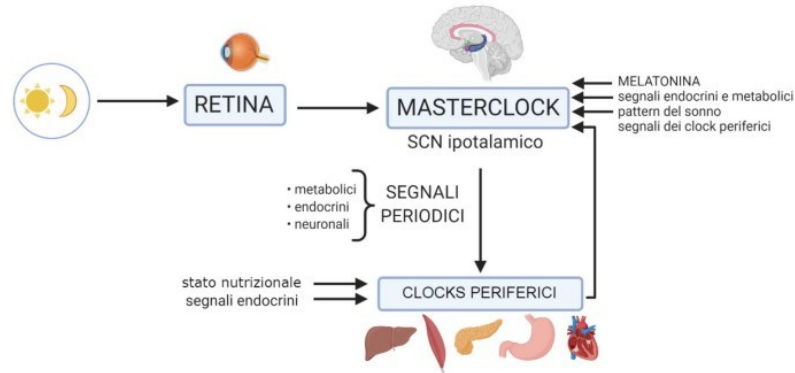 RETINA
MASTERCLOCK
SCN ipotalamico
MELATONINA
segnali endocrini e metabolici
pattern del sonno
segnali dei clock periferici
• metabolici
• endocrini
• neuronali
SEGNALI
PERIODICI
stato nutrizionale
segnali endocrini
CLOCKS PERIFERICI